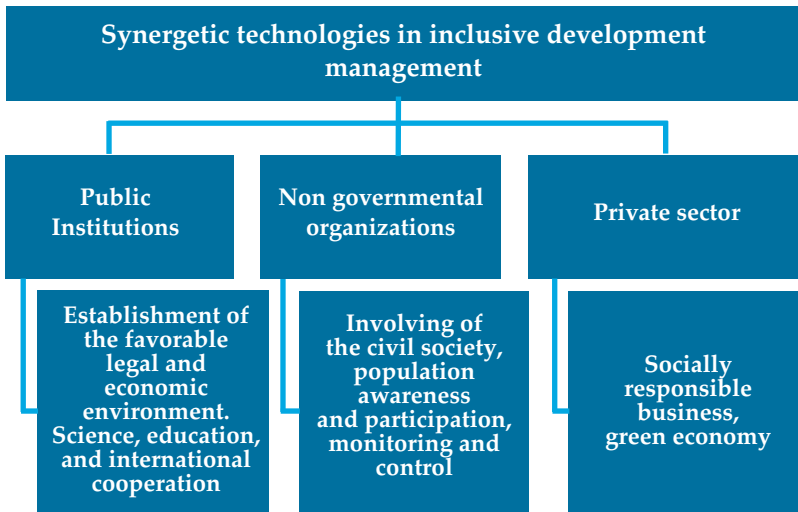 Synergetic technologies in inclusive development
management
Public
Institutions
Non governmental
organizations
Private sector
Establishment of
the favorable
legal and
economic
environment.
Science, education,
and international
cooperation
Involving of
the civil society,
population
awareness
and participation,
monitoring and
control
Socially
responsible
business,
green economy